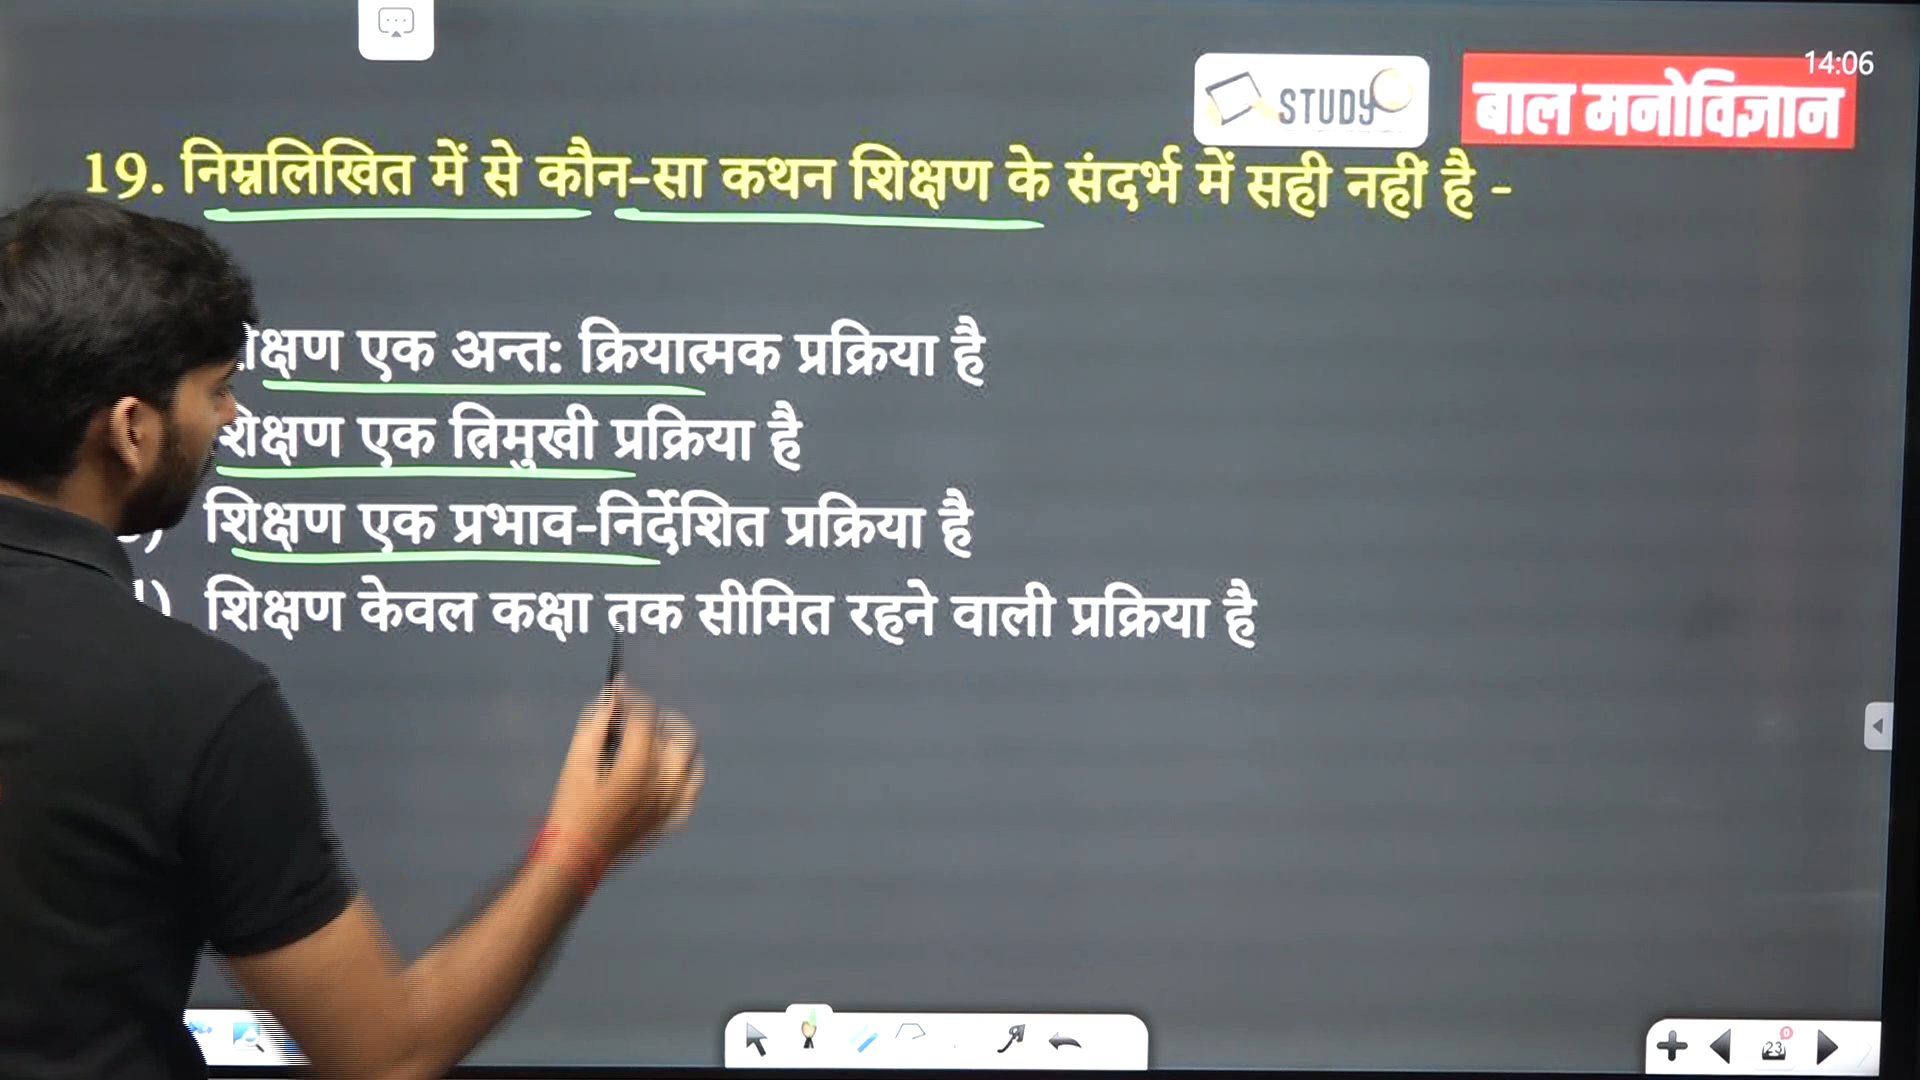 14:06
STUDY
बाल मनोविज्ञान
19. निम्नलिखित में से कौन-सा कथन शिक्षण के संदर्भ में सही नहीं है -
एक अन्त: क्रियात्मक प्रक्रिया है
शिक्षण एक त्रिमुखी प्रक्रिया है
शिक्षण एक प्रभाव-निर्देशित प्रक्रिया है
शिक्षण केवल कक्षा तक सीमित रहने वाली प्रक्रिया है
23